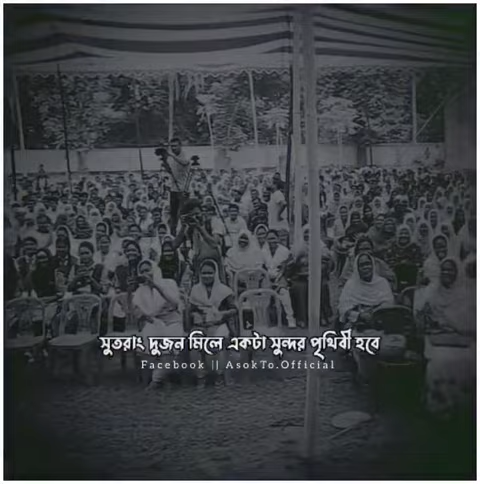 সুতরাং দুজন মিলে একটা সুন্দর পৃথিবী হবে
Facebook || AsokTo.Official